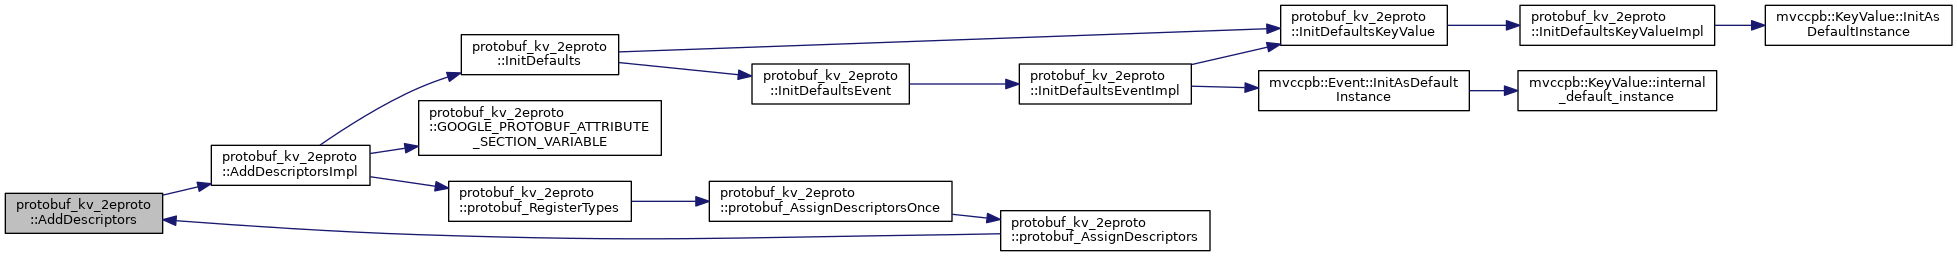 protobuf_kv_2eproto
::AddDescriptors
protobuf_kv_2eproto
::AddDescriptorsImpl
protobuf_kv_2eproto
::InitDefaults
protobuf_kv_2eproto
::GOOGLE_PROTOBUF_ATTRIBUTE
_SECTION_VARIABLE
protobuf_kv_2eproto
::protobuf_RegisterTypes
protobuf_kv_2eproto
::InitDefaultsEvent
protobuf_kv_2eproto
::protobuf_AssignDescriptorsOnce
protobuf_kv_2eproto
::InitDefaultsEventImpl
protobuf_kv_2eproto
::protobuf_AssignDescriptors
protobuf_kv_2eproto
::InitDefaultsKeyValue
mvccpb::Event::InitAsDefault
Instance
protobuf_kv_2eproto
::InitDefaultsKeyValueImpl
mvccpb::KeyValue::internal
_default_instance
mvccpb::KeyValue::InitAs
DefaultInstance